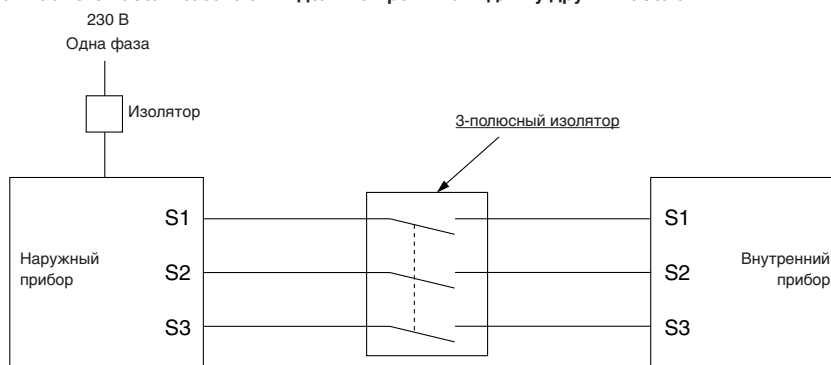 230 В
Одна фаза
Изолятор
3-полюсный изолятор
S1
S1
Наружный
прибор
S2
S2
Внутренний
прибор
S3
S3